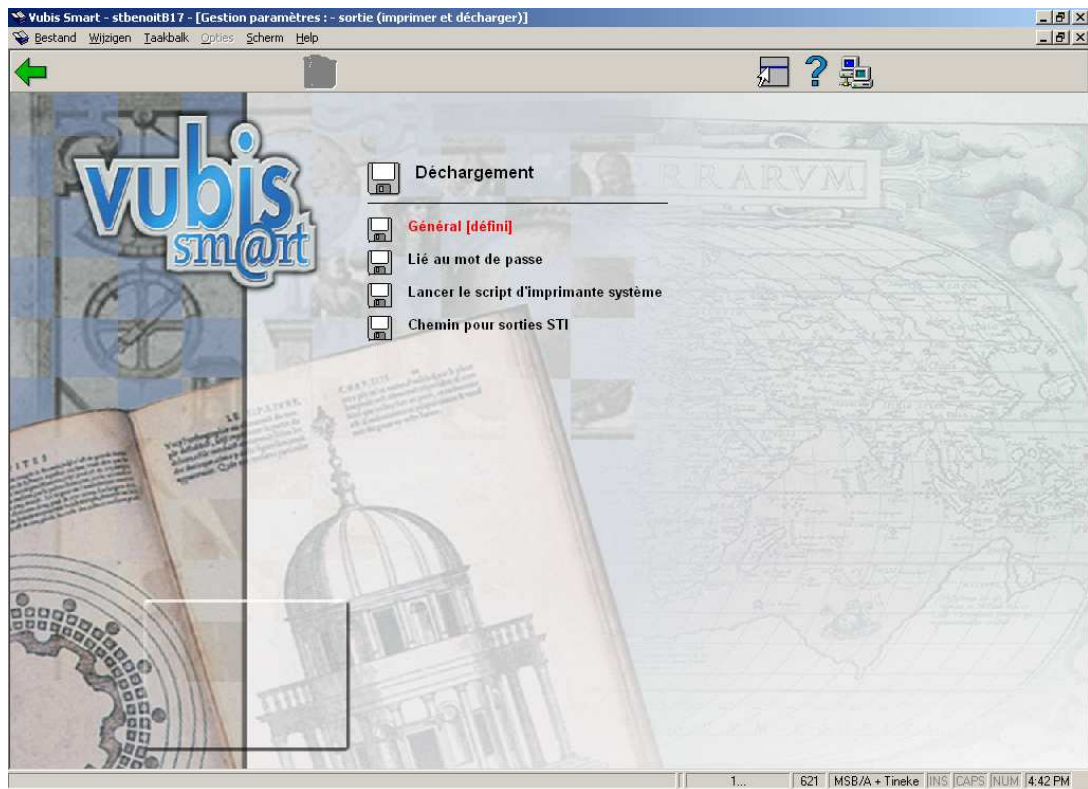 Vubis Smart - stbenoitB17 - [Gestion paramètres : - sortie (imprimer et décharger)]
Bestand Wijzigen Taakbalk Opties Scherm Help
vubis
sm@rt
RRARVM
Déchargement
Général [défini]
Lié au mot de passe
Lancer le script d'imprimante système
Chemin pour sorties STI
1... 621 MSB/A + Tineke INS CAPS NUM 4:42 PM